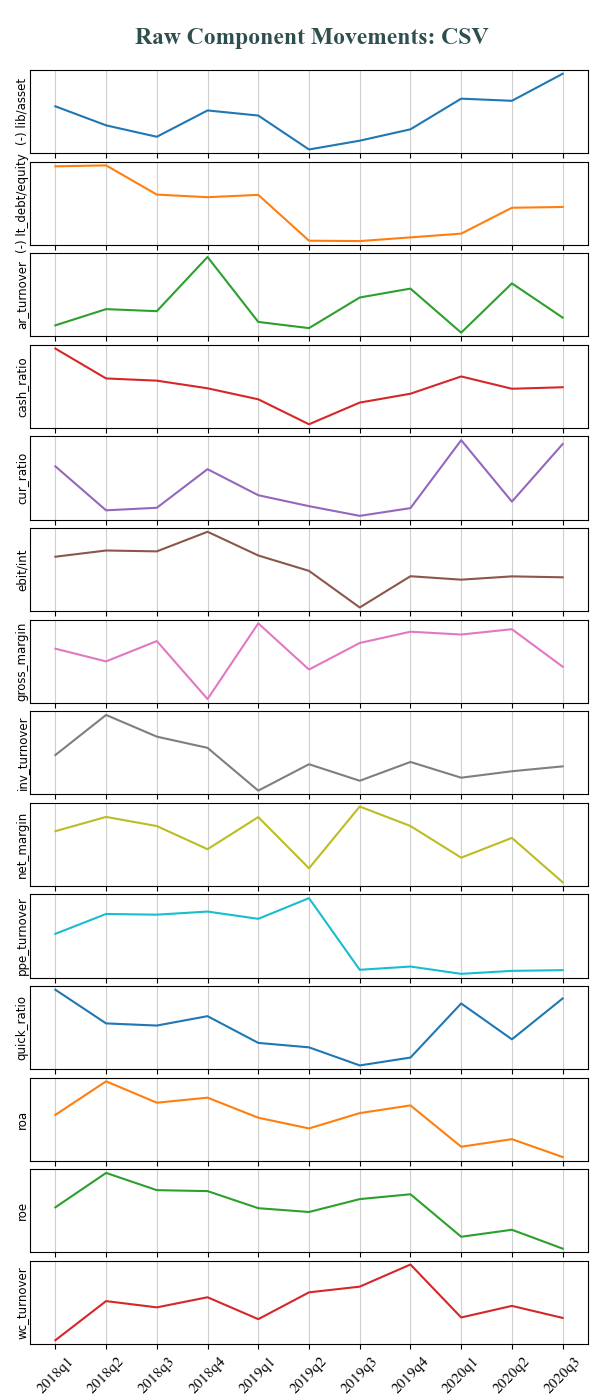 Raw Component Movements: CSV
(-) lib/asset
(-) lt_debt/equity
ar_turnover
cash_ratio
cur_ratio
ebit/int
gross_margin
inv_turnover
net_margin
ppe_turnover
quick_ratio
roa
roe
wc_turnover
2018q1 2018q2 2018q3 2018q4 2019q1 2019q2 2019q3 2019q4 2020q1 2020q2 2020q3